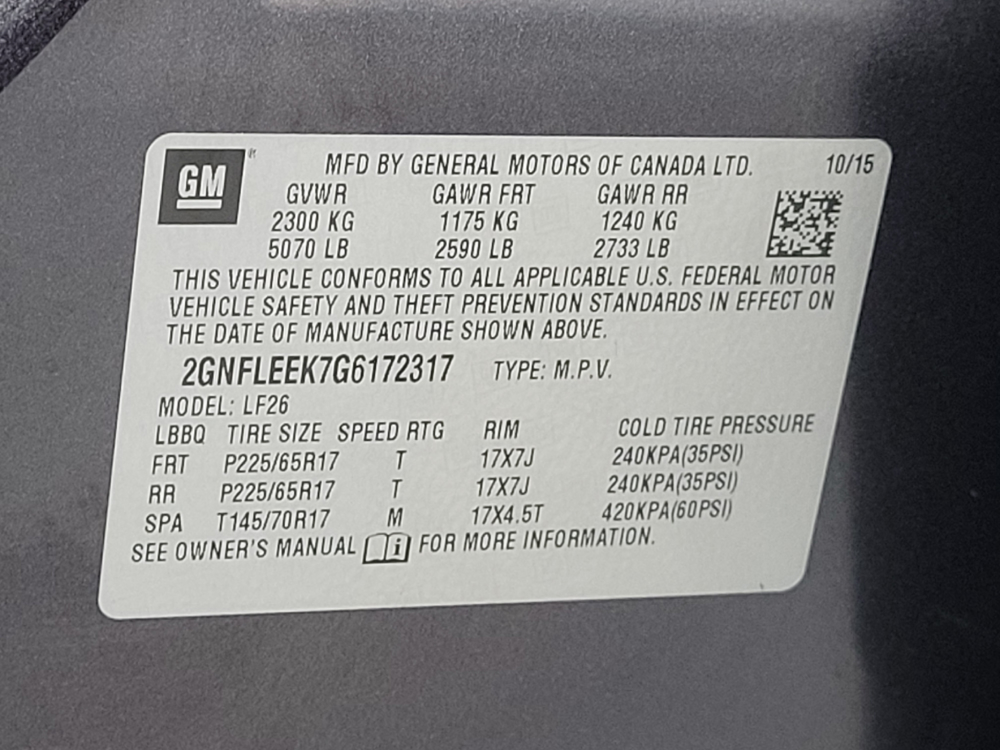 GM MFD BY GENERAL MOTORS OF CANADA LTD. 10/15
GVWR GAWR FRT GAWR RR
2300 KG 1175 KG 1240 KG
5070 LB 2590 LB 2733 LB
THIS VEHICLE CONFORMS TO ALL APPLICABLE U.S. FEDERAL MOTOR
VEHICLE SAFETY AND THEFT PREVENTION STANDARDS IN EFFECT ON
THE DATE OF MANUFACTURE SHOWN ABOVE.
2GNFLEEK7G6172317 TYPE: M.P.V.
MODEL: LF26
LBBQ TIRE SIZE SPEED RTG RIM COLD TIRE PRESSURE
FRT P225/65R17 T 17X7J 240KPA(35PSI)
RR P225/65R17 T 17X7J 240KPA(35PSI)
SPA T145/70R17 M 17X4.5T 420KPA(60PSI)
SEE OWNER'S MANUAL i FOR MORE INFORMATION.